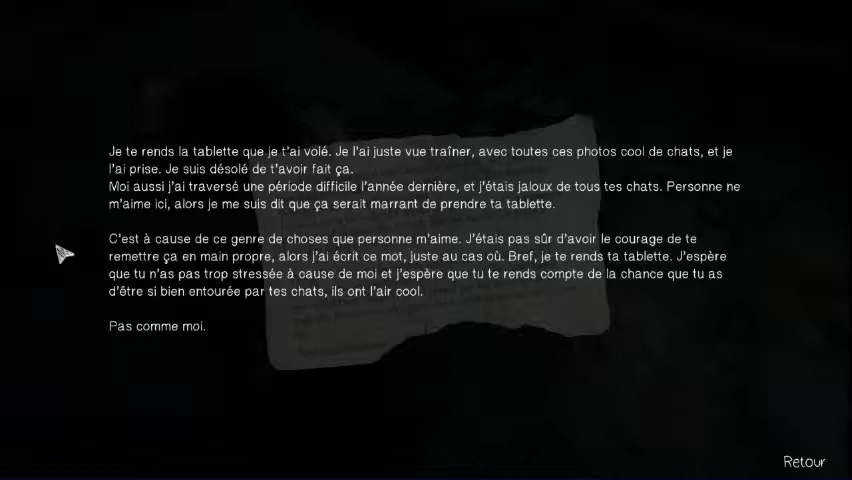 Je te rends la tablette que je t'ai volé. Je l'ai juste vue traîner, avec toutes ces photos cool de chats, et je
l'ai prise. Je suis désolé de t'avoir fait ça.
Moi aussi j'ai traversé une période difficile l'année dernière, et j'étais jaloux de tous tes chats. Personne ne
m'aime ici, alors je me suis dit que ça serait marrant de prendre ta tablette.
C'est à cause de ce genre de choses que personne m'aime. J'étais pas sûr d'avoir le courage de te
remettre ça en main propre, alors j'ai écrit ce mot, juste au cas où. Bref, je te rends ta tablette. J'espère
que tu n'as pas trop stressée à cause de moi et j'espère que tu te rends compte de la chance que tu as
d'être si bien entourée par tes chats, ils ont l'air cool.
Pas comme moi.
Retour